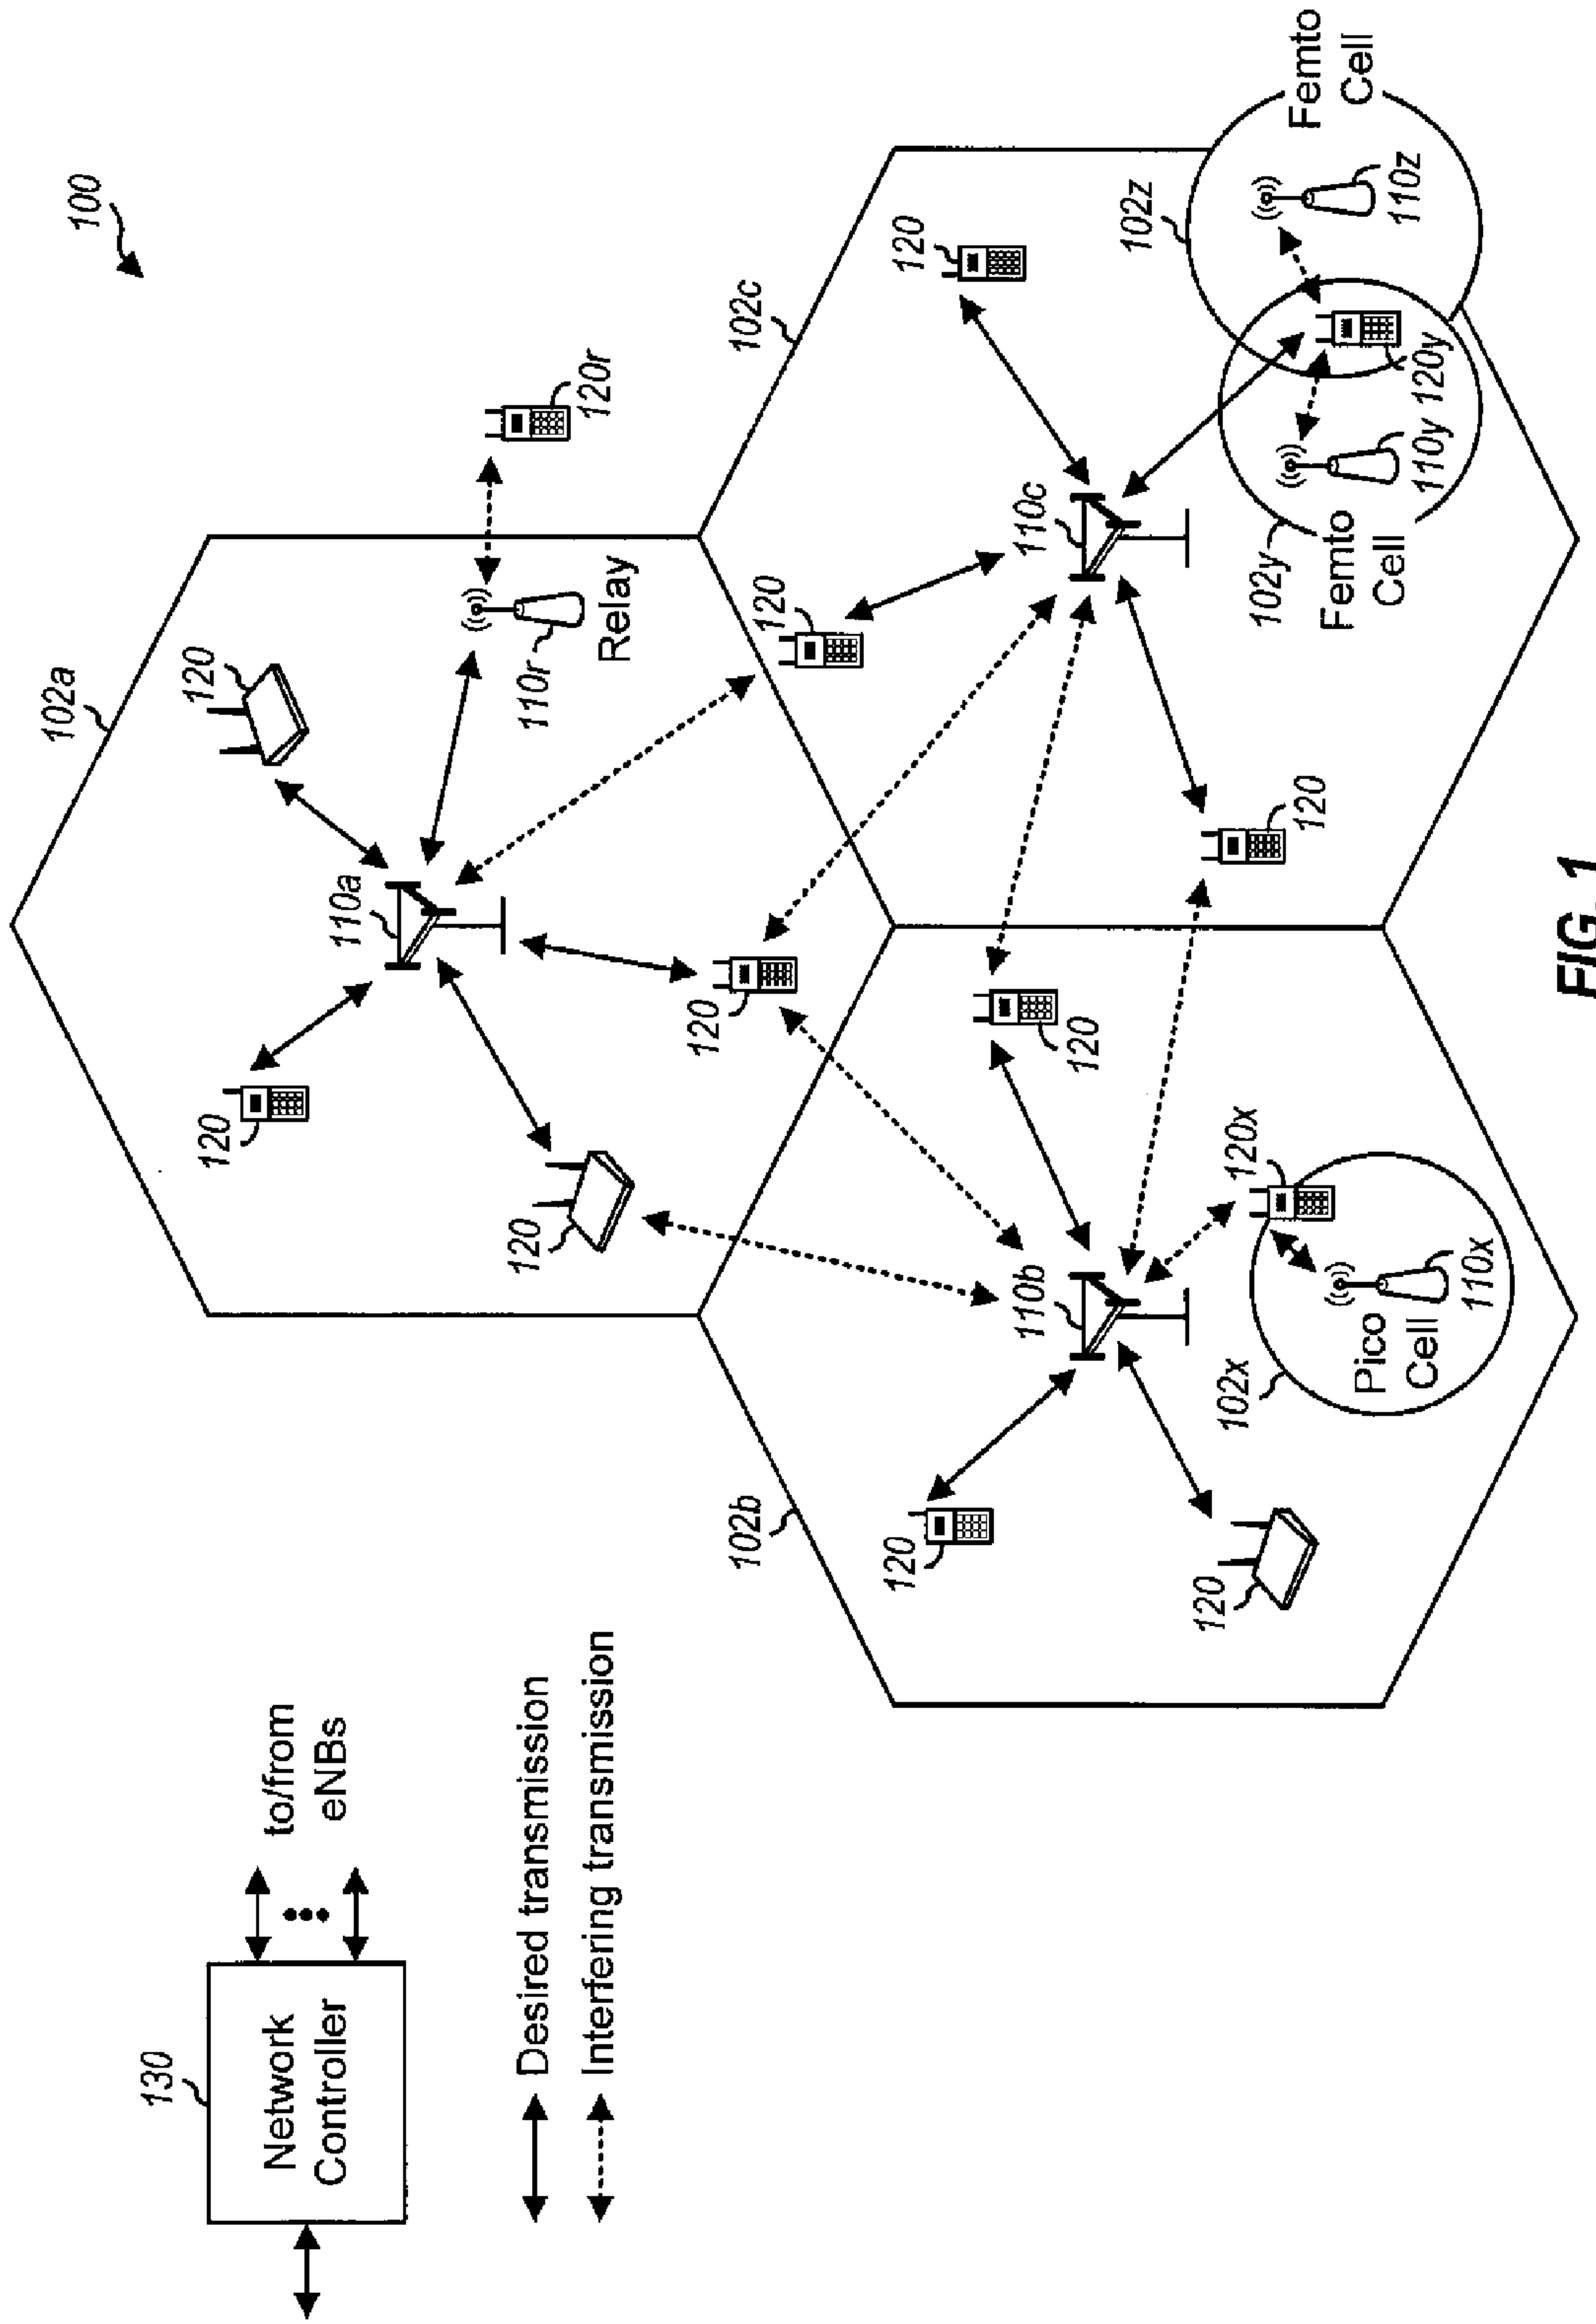 100
130
Network
Controller
to/from
eNBs
Desired transmission
Interfering transmission
102a
120
120
110a
120
120
120
110r
Relay
120r
102b
120
120
110b
120
102x
Pico
Cell
110x
120x
102c
120
120
110c
120
102y
Femto
Cell
110y
120y
102z
110z
Femto
Cell
FIG. 1